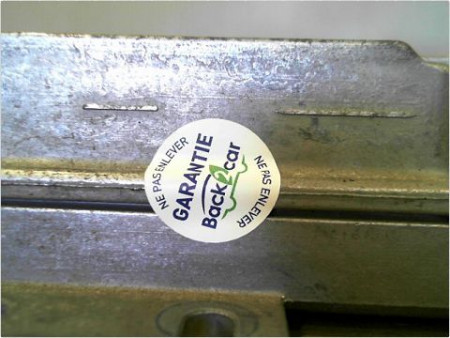 NE PAS ENLEVER
GARANTIE
Back2car
NE PAS ENLEVER